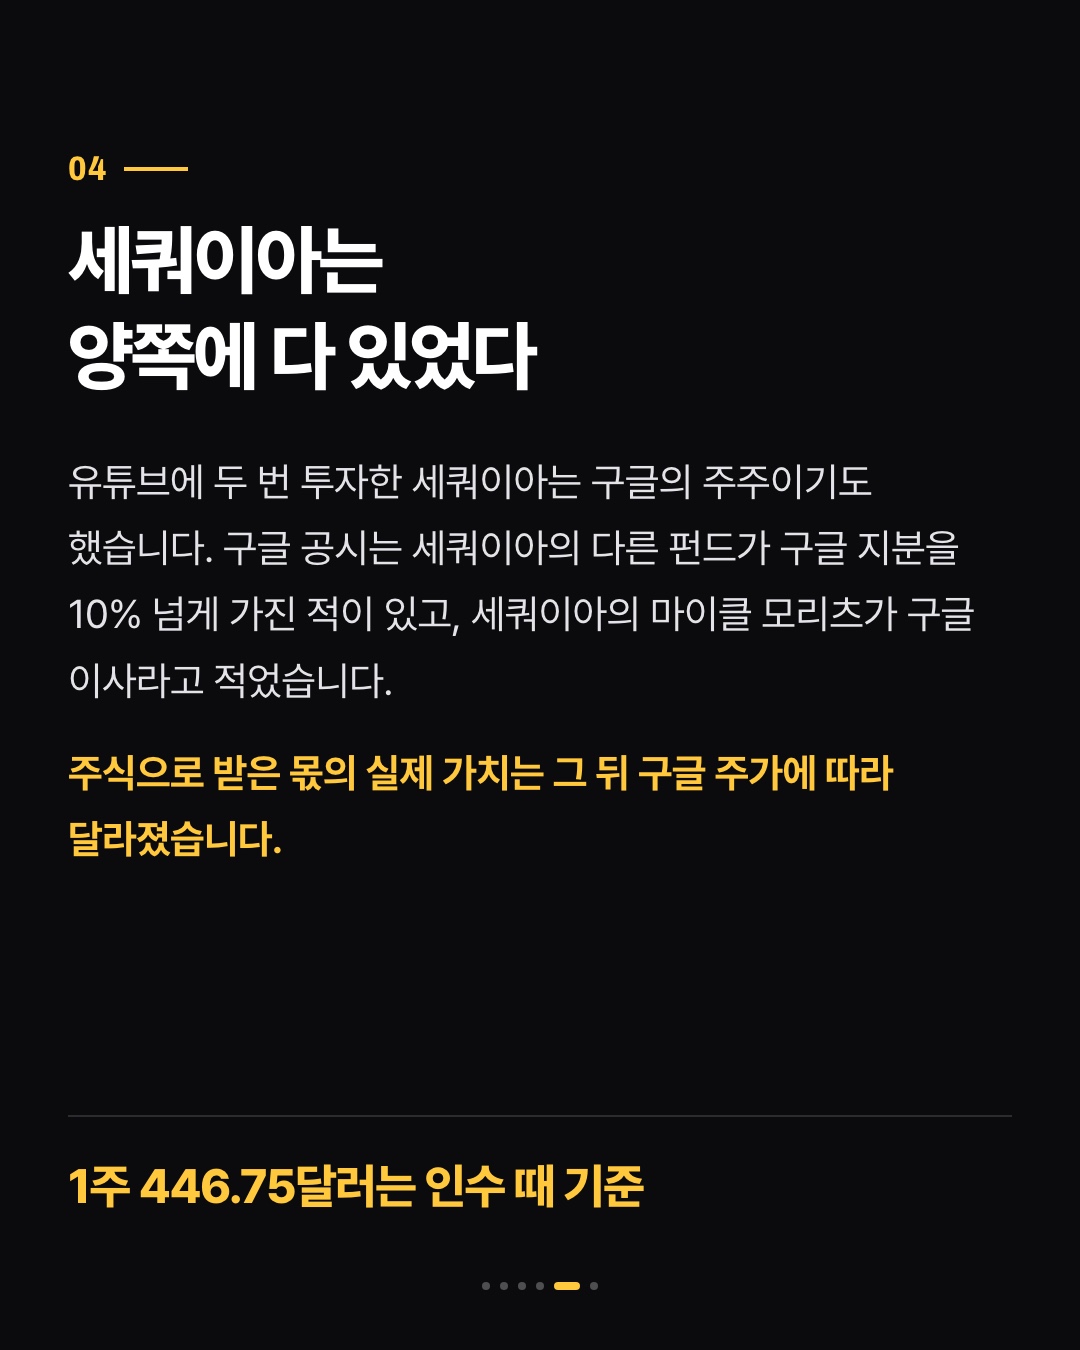 04
세쿼이아는
양쪽에 다 있었다
유튜브에 두 번 투자한 세쿼이아는 구글의 주주이기도
했습니다. 구글 공시는 세쿼이아의 다른 펀드가 구글 지분을
10% 넘게 가진 적이 있고, 세쿼이아의 마이클 모리츠가 구글
이사라고 적었습니다.
주식으로 받은 몫의 실제 가치는 그 뒤 구글 주가에 따라
달라졌습니다.
1주 446.75달러는 인수 때 기준